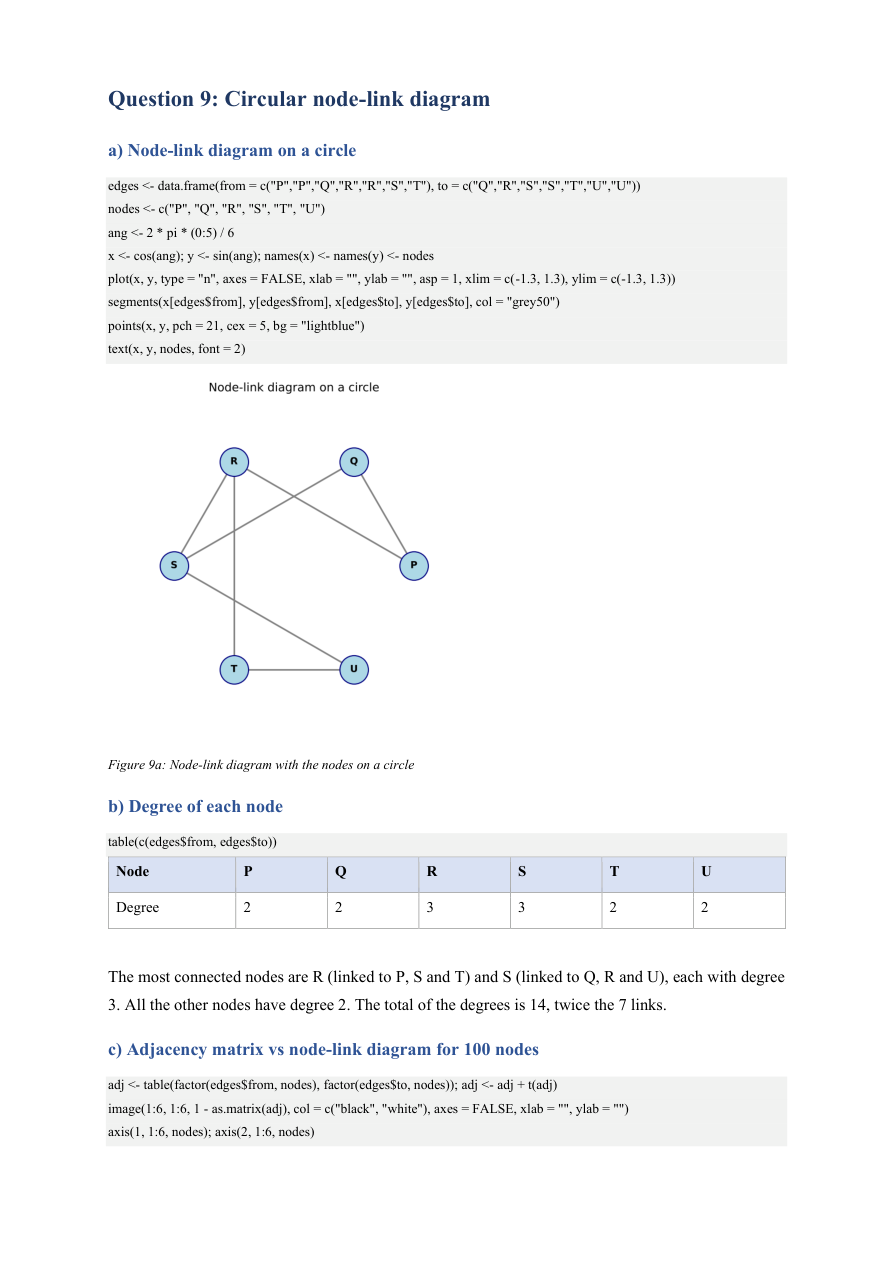 Question 9: Circular node-link diagram
a) Node-link diagram on a circle
edges <- data.frame(from = c("P","P","Q","R","R","S","T"), to = c("Q","R","S","S","T","U","U"))
nodes <- c("P", "Q", "R", "S", "T", "U")
ang <- 2 * pi * (0:5) / 6
x <- cos(ang); y <- sin(ang); names(x) <- names(y) <- nodes
plot(x, y, type = "n", axes = FALSE, xlab = "", ylab = "", asp = 1, xlim = c(-1.3, 1.3), ylim = c(-1.3, 1.3))
segments(x[edges$from], y[edges$from], x[edges$to], y[edges$to], col = "grey50")
points(x, y, pch = 21, cex = 5, bg = "lightblue")
text(x, y, nodes, font = 2)
Node-link diagram on a circle
R Q
S P
T U
Figure 9a: Node-link diagram with the nodes on a circle
b) Degree of each node
table(c(edges$from, edges$to))
Node P Q R S T U
Degree 2 2 3 3 2 2
The most connected nodes are R (linked to P, S and T) and S (linked to Q, R and U), each with degree
3. All the other nodes have degree 2. The total of the degrees is 14, twice the 7 links.
c) Adjacency matrix vs node-link diagram for 100 nodes
adj <- table(factor(edges$from, nodes), factor(edges$to, nodes)); adj <- adj + t(adj)
image(1:6, 1:6, 1 - as.matrix(adj), col = c("black", "white"), axes = FALSE, xlab = "", ylab = "")
axis(1, 1:6, nodes); axis(2, 1:6, nodes)